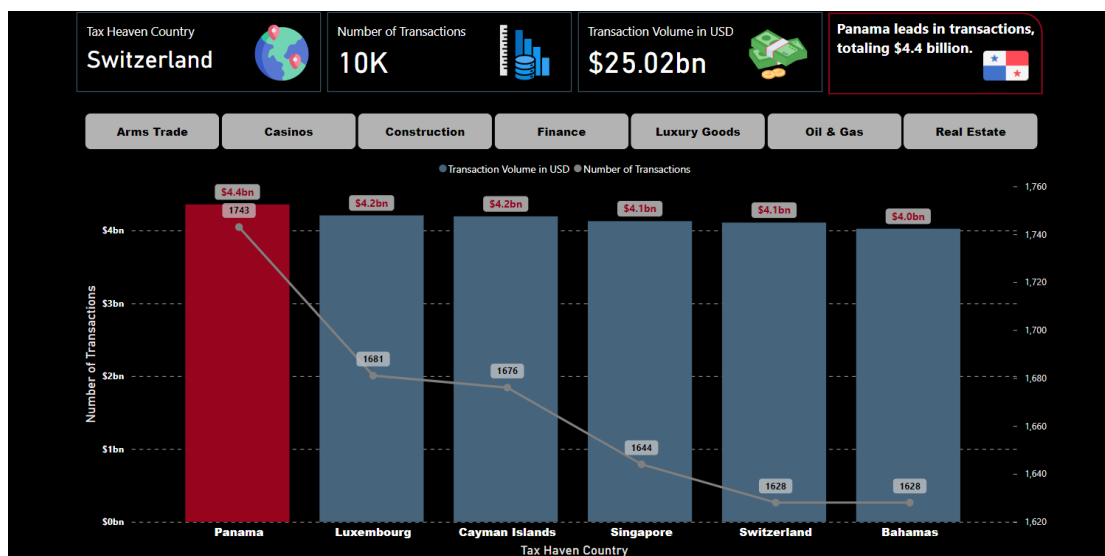 Tax Heaven Country
Switzerland
Number of Transactions
10K
Transaction Volume in USD
$25.02bn
Panama leads in transactions,
totaling $4.4 billion.
Arms Trade
Casinos
Construction
Finance
Luxury Goods
Oil & Gas
Real Estate
Transaction Volume in USD
Number of Transactions
Number of Transactions
$4bn
$3bn
$2bn
$1bn
$0bn
$4.4bn
$4.2bn
$4.2bn
$4.1bn
$4.1bn
$4.0bn
1743
1681
1676
1644
1628
1628
1,760
1,740
1,720
1,700
1,680
1,660
1,640
1,620
Panama
Luxembourg
Cayman Islands
Singapore
Switzerland
Bahamas
Tax Haven Country